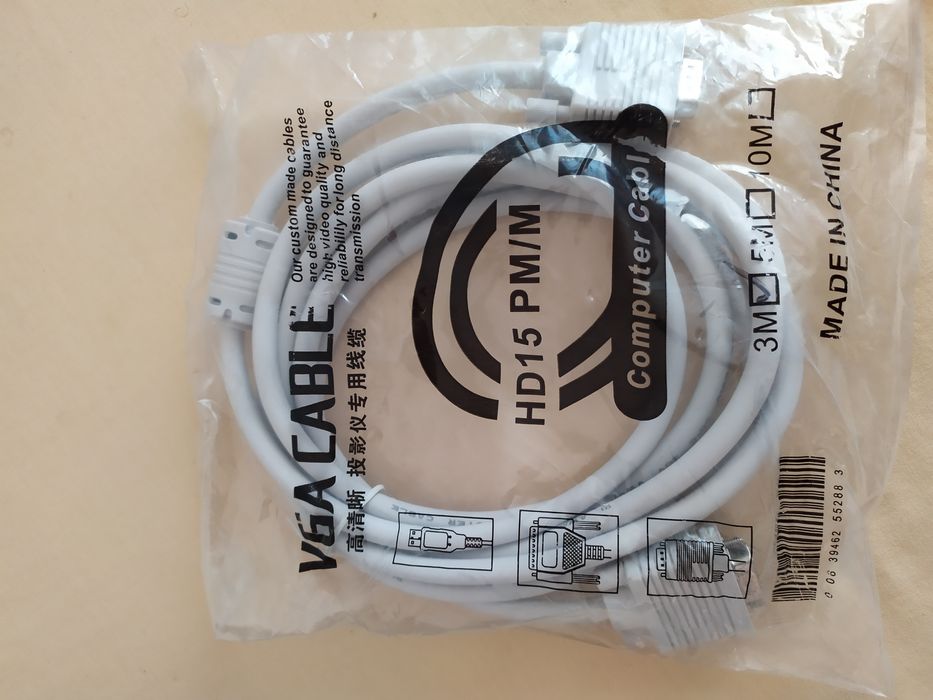 VGA CABLE
Our custom made cables
are designed to guarantee
high video quality and
reliability for long distance
transmission
高清晰 投影仪专用线缆
HD15 PM/M
Computer Cable
3M 5M 10M
MADE IN CHINA
0 06 39462 55288 3